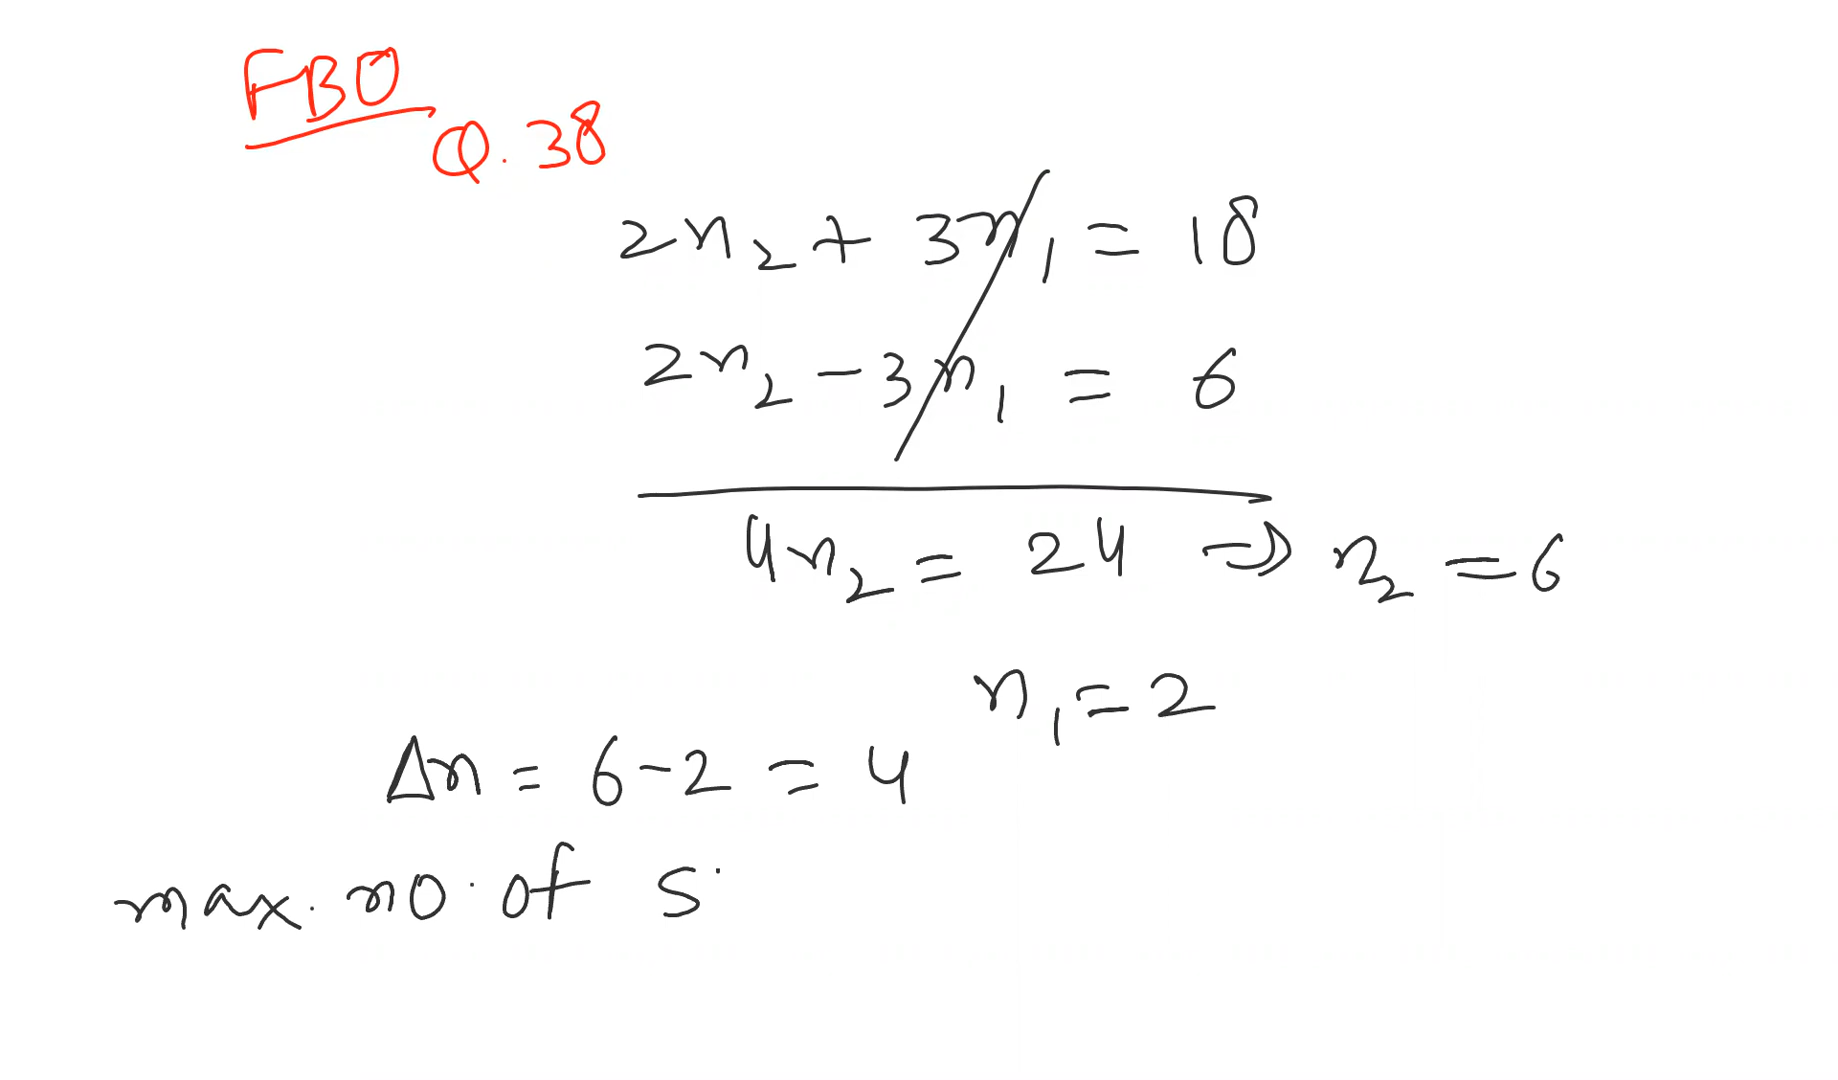 FBO
Q. 38
2n₂ + 3n₁ = 18
2n₂ - 3n₁ = 6
4n₂ = 24 ⇒ n₂ = 6
n₁ = 2
Δn = 6 - 2 = 4
max. no. of s.